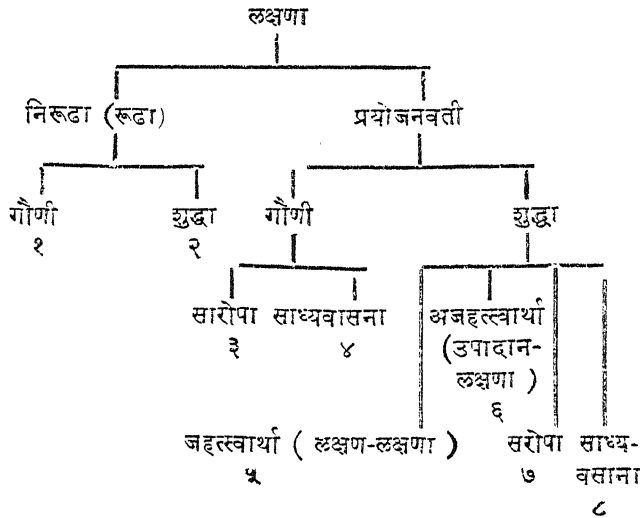 लक्षणा
निरूढा (रूढा) प्रयोजनवती
गौणी शुद्धा गौणी शुद्धा
१ २
सारोपा साध्यवासना अजहत्स्वार्था
३ ४ (उपादान-
लक्षणा)
६
जहत्स्वार्था ( लक्षण-लक्षणा ) सरोपा साध्य-
५ ७ वसाना
८